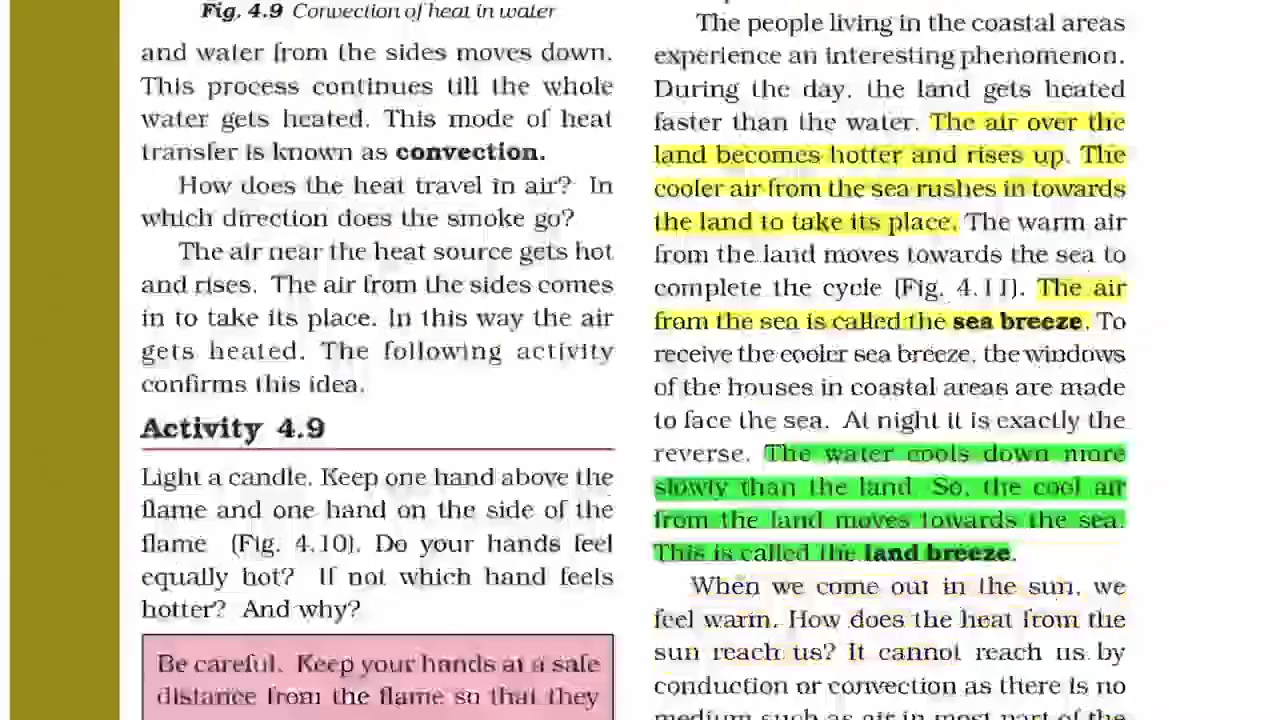 Fig. 4.9 Convection of heat in water
and water from the sides moves down.
This process continues till the whole
water gets heated. This mode of heat
transfer is known as convection.
How does the heat travel in air? In
which direction does the smoke go?
The air near the heat source gets hot
and rises. The air from the sides comes
in to take its place. In this way the air
gets heated. The following activity
confirms this idea.
Activity 4.9
Light a candle. Keep one hand above the
flame and one hand on the side of the
flame (Fig. 4.10). Do your hands feel
equally hot? If not which hand feels
hotter? And why?
Be careful. Keep your hands at a safe
distance from the flame so that they
The people living in the coastal areas
experience an interesting phenomenon.
During the day, the land gets heated
faster than the water. The air over the
land becomes hotter and rises up. The
cooler air from the sea rushes in towards
the land to take its place. The warm air
from the land moves towards the sea to
complete the cycle (Fig. 4.11). The air
from the sea is called the sea breeze. To
receive the cooler sea breeze, the windows
of the houses in coastal areas are made
to face the sea. At night it is exactly the
reverse. The water cools down more
slowly than the land. So, the cool air
from the land moves towards the sea.
This is called the land breeze.
When we come out in the sun, we
feel warm. How does the heat from the
sun reach us? It cannot reach us by
conduction or convection as there is no
medium such as air in most part of the